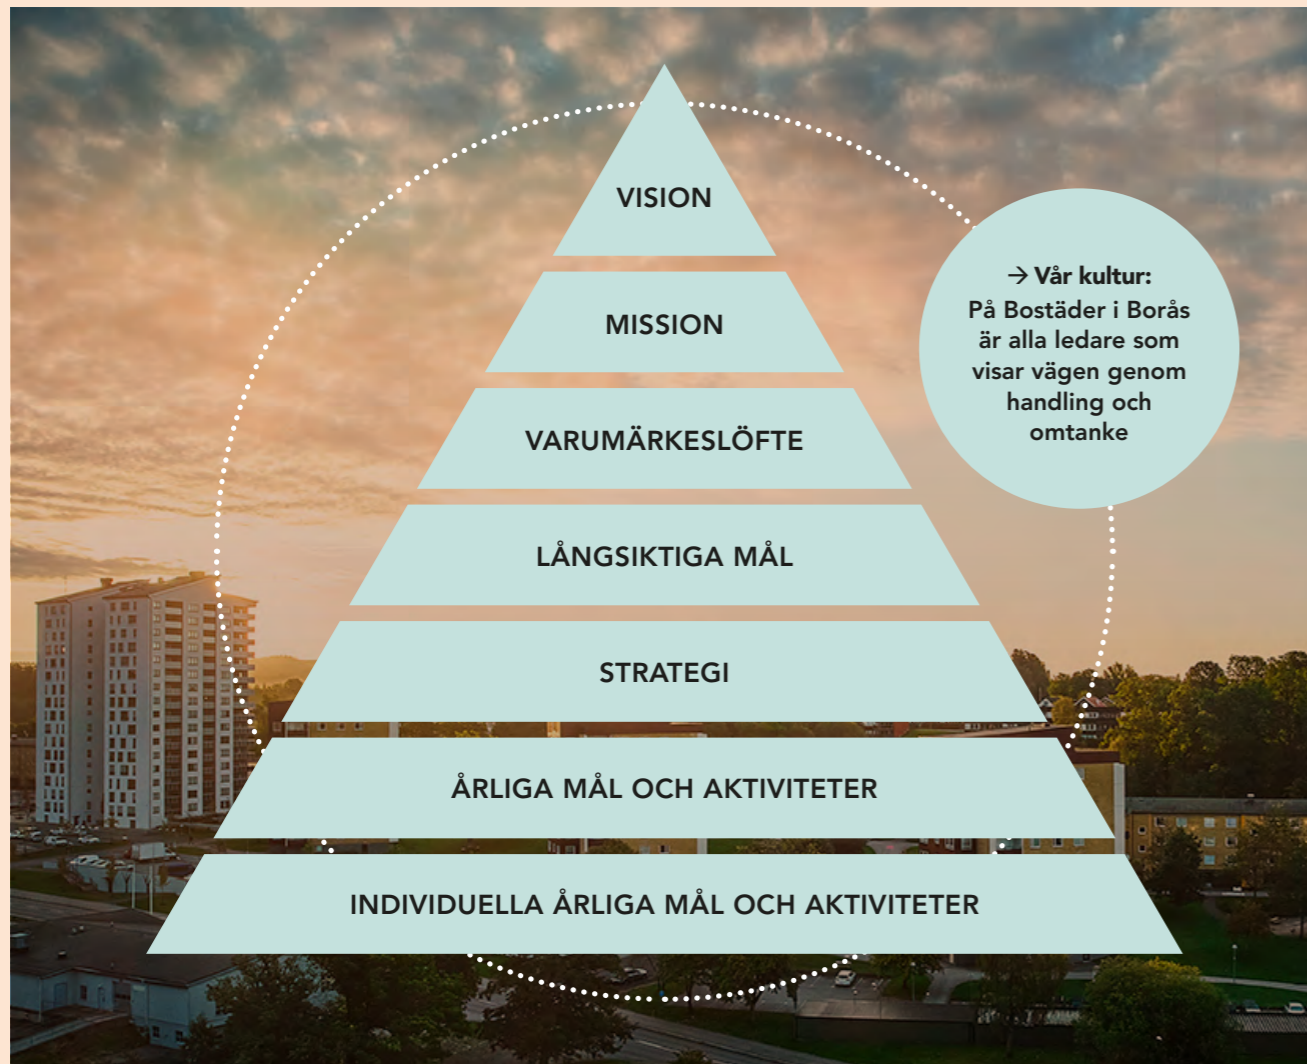 VISION
MISSION
VARUMÄRKESLÖFTE
LÅNGSIKTIGA MÅL
STRATEGI
ÅRLIGA MÅL OCH AKTIVITETER
INDIVIDUELLA ÅRLIGA MÅL OCH AKTIVITETER
→ Vår kultur:
På Bostäder i Borås
är alla ledare som
visar vägen genom
handling och
omtanke